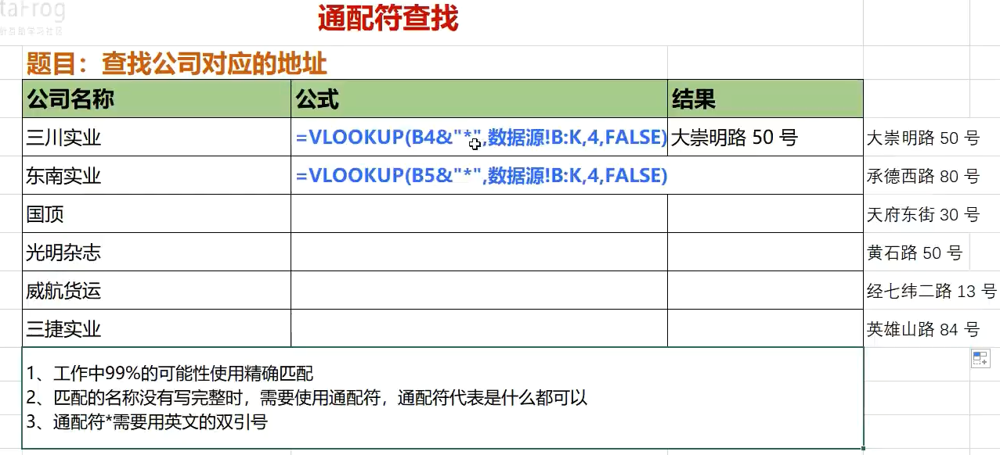 taFrog
析互助学习社区
通配符查找
题目：查找公司对应的地址
公司名称 公式 结果
三川实业 =VLOOKUP(B4&"*",数据源!B:K,4,FALSE) 大崇明路 50 号 大崇明路 50 号
东南实业 =VLOOKUP(B5&"*",数据源!B:K,4,FALSE) 承德西路 80 号
国顶 天府东街 30 号
光明杂志 黄石路 50 号
威航货运 经七纬二路 13 号
三捷实业 英雄山路 84 号
1、工作中99%的可能性使用精确匹配
2、匹配的名称没有写完整时，需要使用通配符，通配符代表是什么都可以
3、通配符*需要用英文的双引号